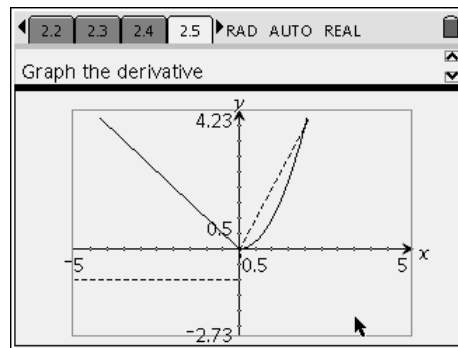 2.2 2.3 2.4 2.5 RAD AUTO REAL
Graph the derivative
y
4.23
0.5
-5 0.5 5 x
-2.73